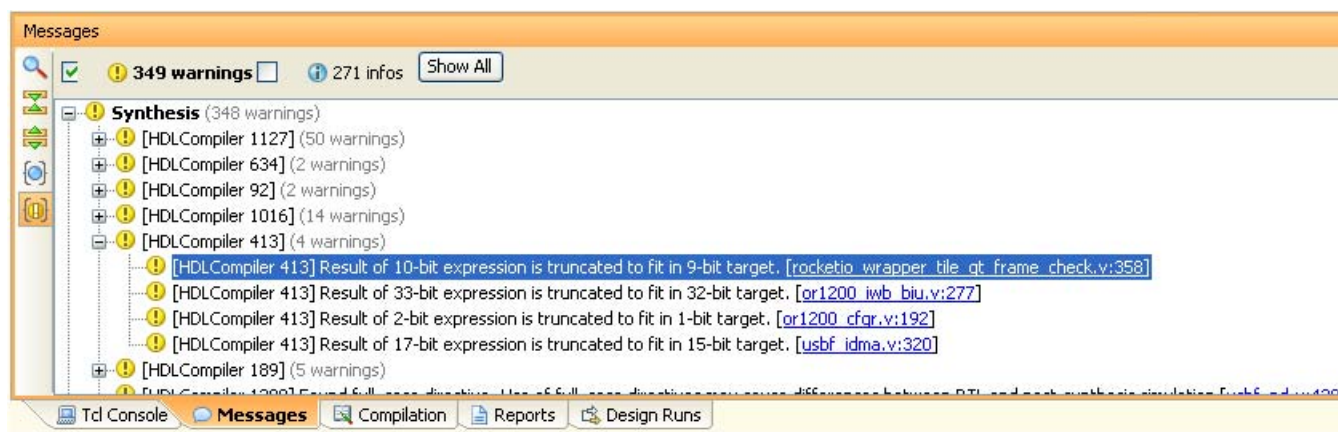 Messages
349 warnings 271 infos Show All
Synthesis (348 warnings)
[HDLCompiler 1127] (50 warnings)
[HDLCompiler 634] (2 warnings)
[HDLCompiler 92] (2 warnings)
[HDLCompiler 1016] (14 warnings)
[HDLCompiler 413] (4 warnings)
[HDLCompiler 413] Result of 10-bit expression is truncated to fit in 9-bit target. [rocketio_wrapper_tile_gt_frame_check.v:358]
[HDLCompiler 413] Result of 33-bit expression is truncated to fit in 32-bit target. [or1200_iwb_biu.v:277]
[HDLCompiler 413] Result of 2-bit expression is truncated to fit in 1-bit target. [or1200_cfgr.v:192]
[HDLCompiler 413] Result of 17-bit expression is truncated to fit in 15-bit target. [usbf_idma.v:320]
[HDLCompiler 189] (5 warnings)
Tcl Console Messages Compilation Reports Design Runs